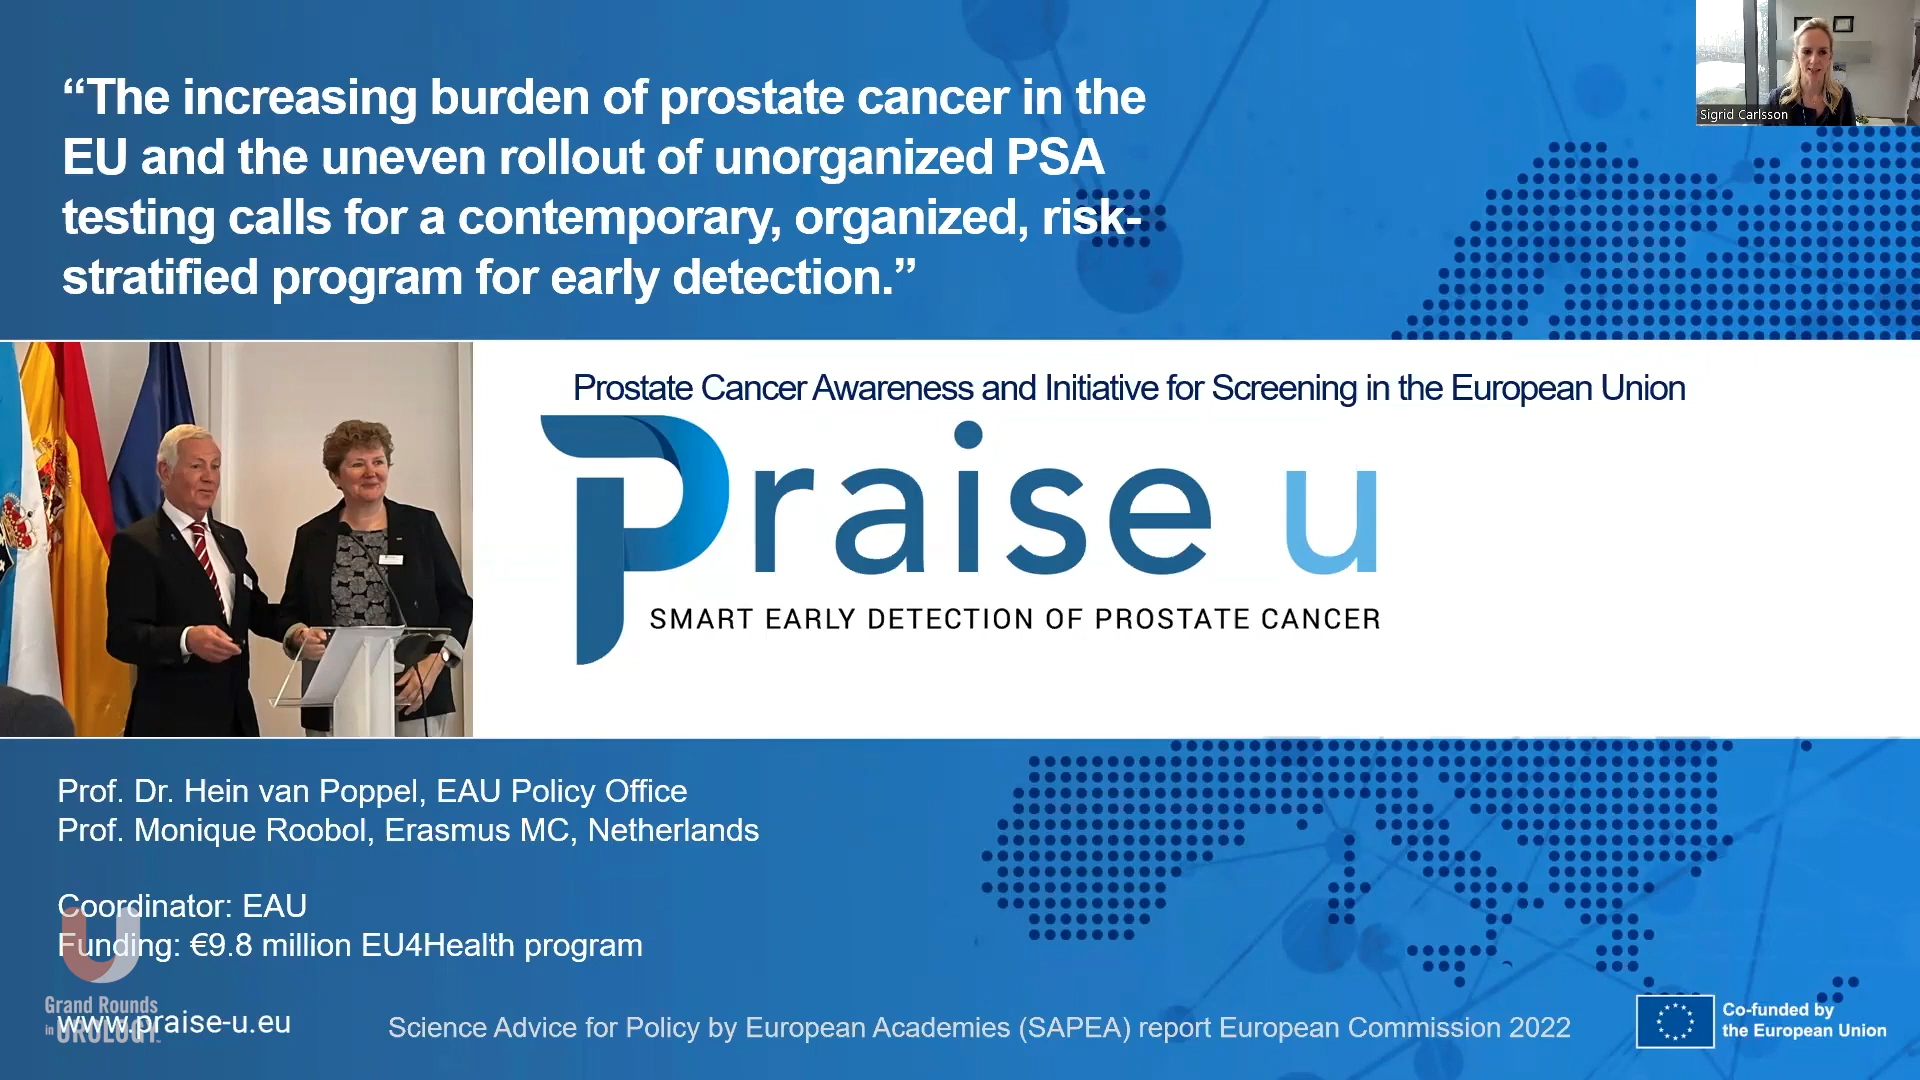 “The increasing burden of prostate cancer in the
EU and the uneven rollout of unorganized PSA
testing calls for a contemporary, organized, risk-
stratified program for early detection.”
Sigrid Carlsson
Prostate Cancer Awareness and Initiative for Screening in the European Union
Praise u
SMART EARLY DETECTION OF PROSTATE CANCER
Prof. Dr. Hein van Poppel, EAU Policy Office
Prof. Monique Roobol, Erasmus MC, Netherlands
Coordinator: EAU
Funding: €9.8 million EU4Health program
Grand Rounds
in UROLOGY
www.praise-u.eu
Science Advice for Policy by European Academies (SAPEA) report European Commission 2022
Co-funded by
the European Union